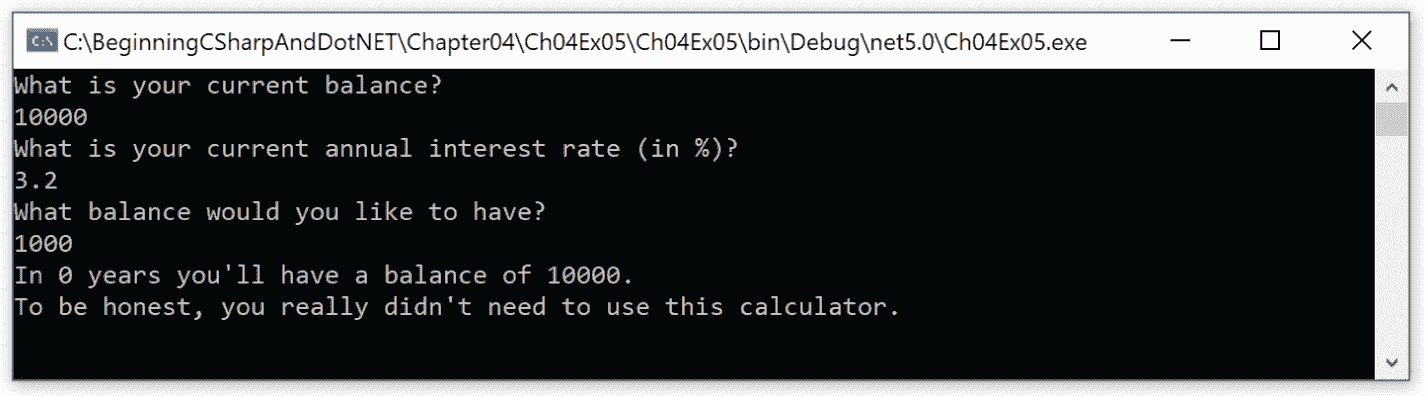 C:\BeginningCSharpAndDotNET\Chapter04\Ch04Ex05\Ch04Ex05\bin\Debug\net5.0\Ch04Ex05.exe
What is your current balance?
10000
What is your current annual interest rate (in %)?
3.2
What balance would you like to have?
1000
In 0 years you'll have a balance of 10000.
To be honest, you really didn't need to use this calculator.